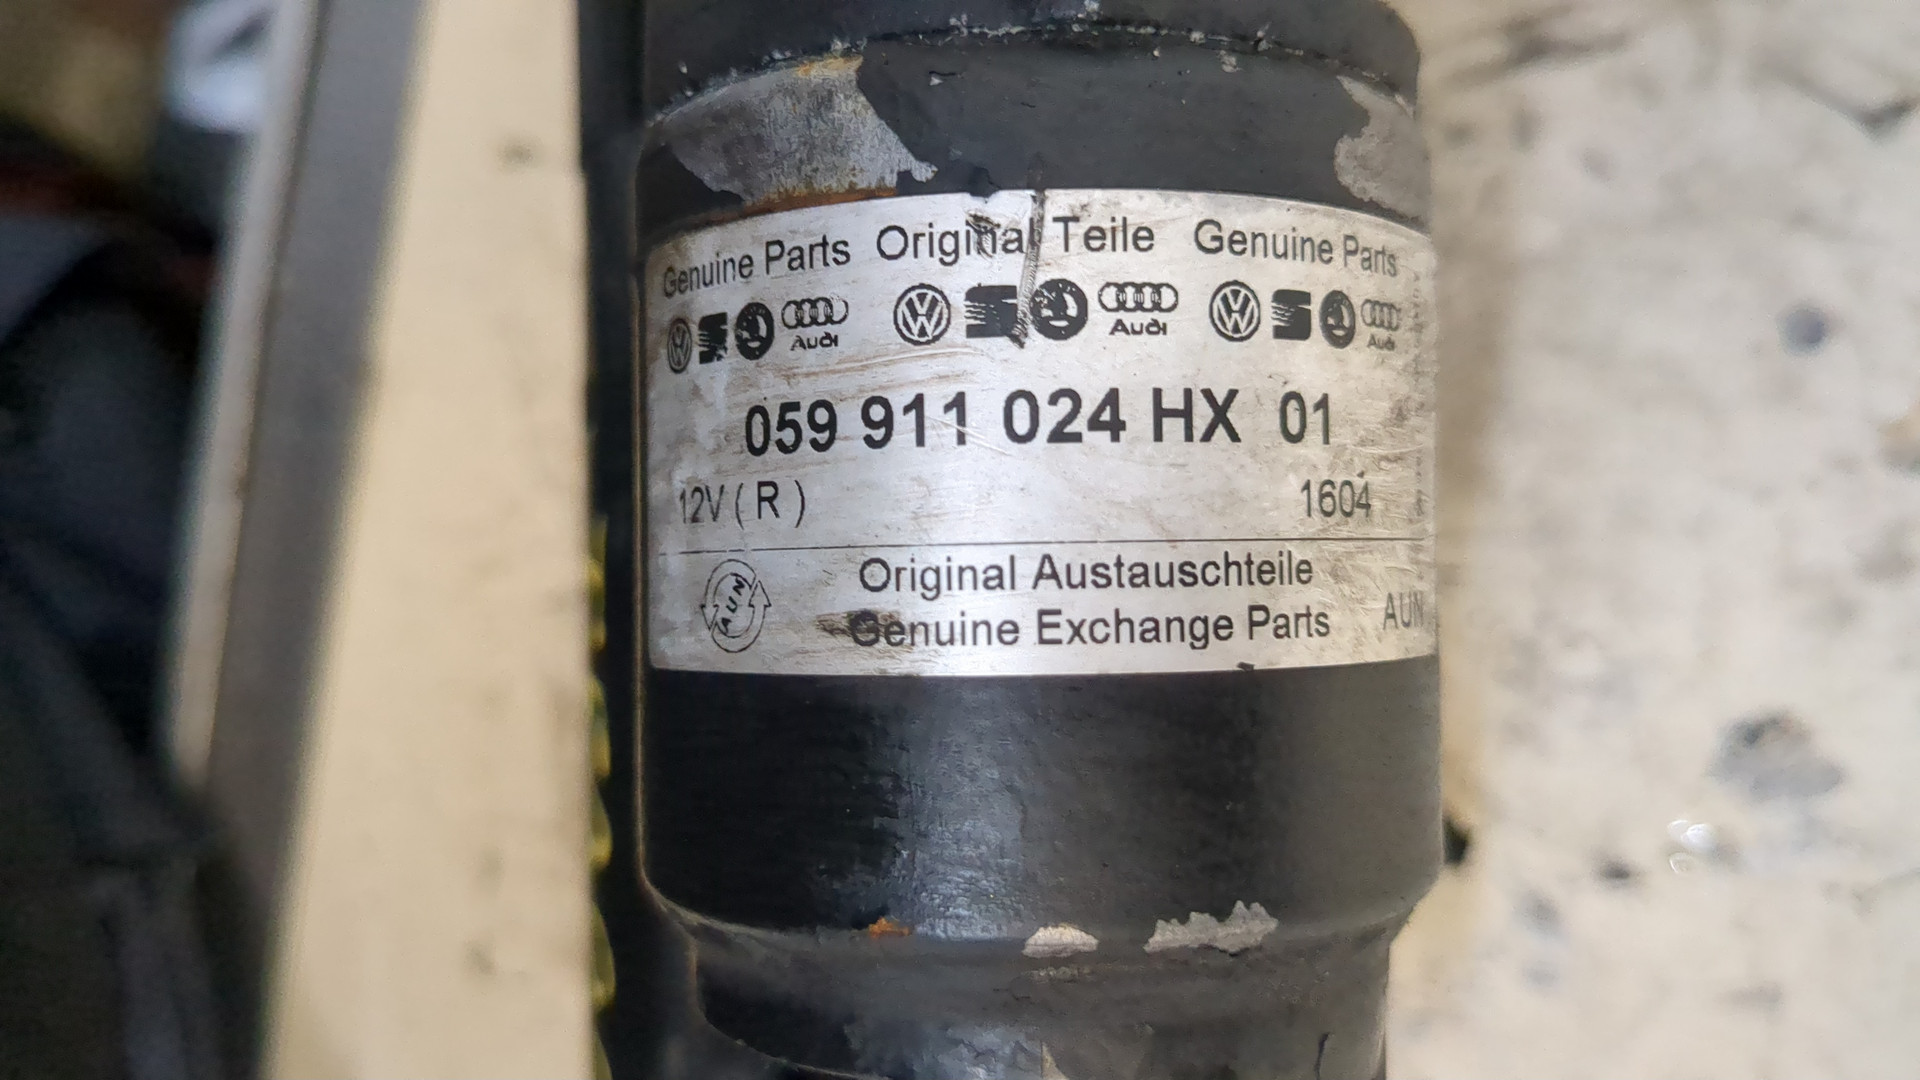 Genuine Parts Original Teile Genuine Parts
Audi Audi Audi
059 911 024 HX 01
12V ( R ) 1604
AUN Original Austauschteile
Genuine Exchange Parts AUN